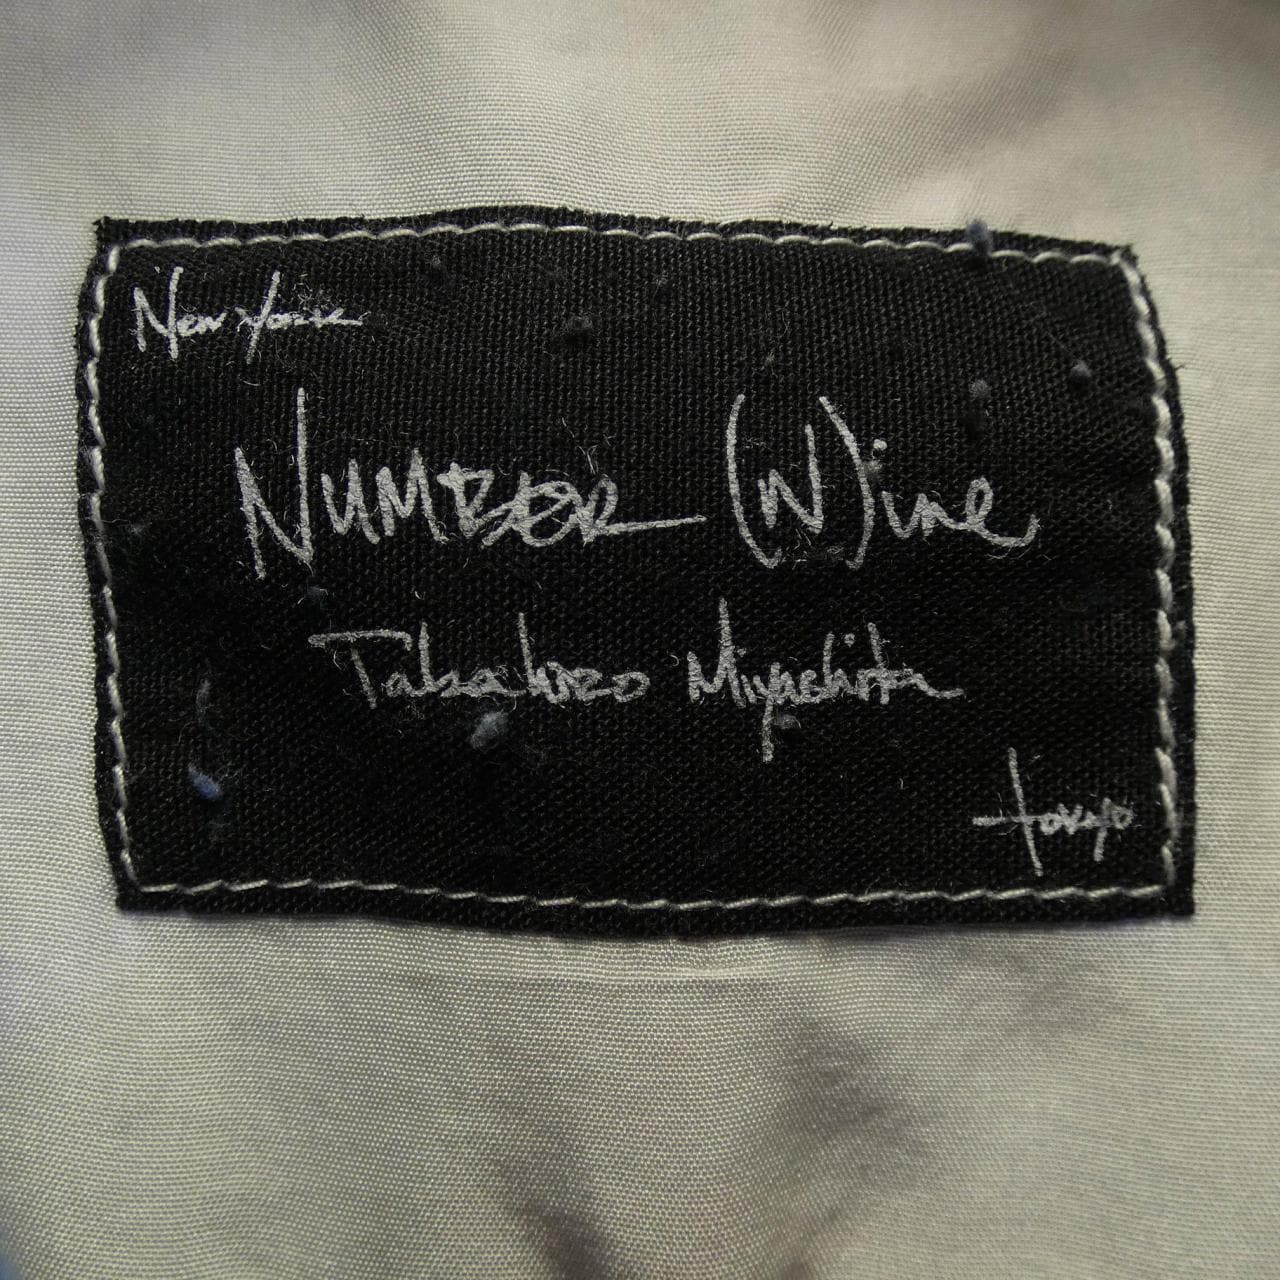 New York
NUMBER (N)ine
Takahiro Miyashita
tokyo